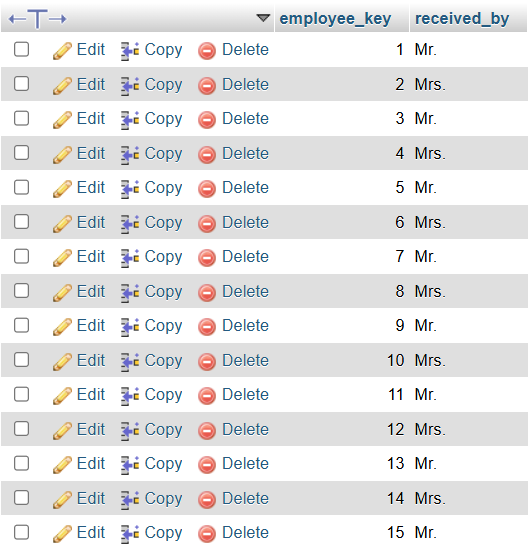 employee_key received_by
Edit Copy Delete 1 Mr.
Edit Copy Delete 2 Mrs.
Edit Copy Delete 3 Mr.
Edit Copy Delete 4 Mrs.
Edit Copy Delete 5 Mr.
Edit Copy Delete 6 Mrs.
Edit Copy Delete 7 Mr.
Edit Copy Delete 8 Mrs.
Edit Copy Delete 9 Mr.
Edit Copy Delete 10 Mrs.
Edit Copy Delete 11 Mr.
Edit Copy Delete 12 Mrs.
Edit Copy Delete 13 Mr.
Edit Copy Delete 14 Mrs.
Edit Copy Delete 15 Mr.